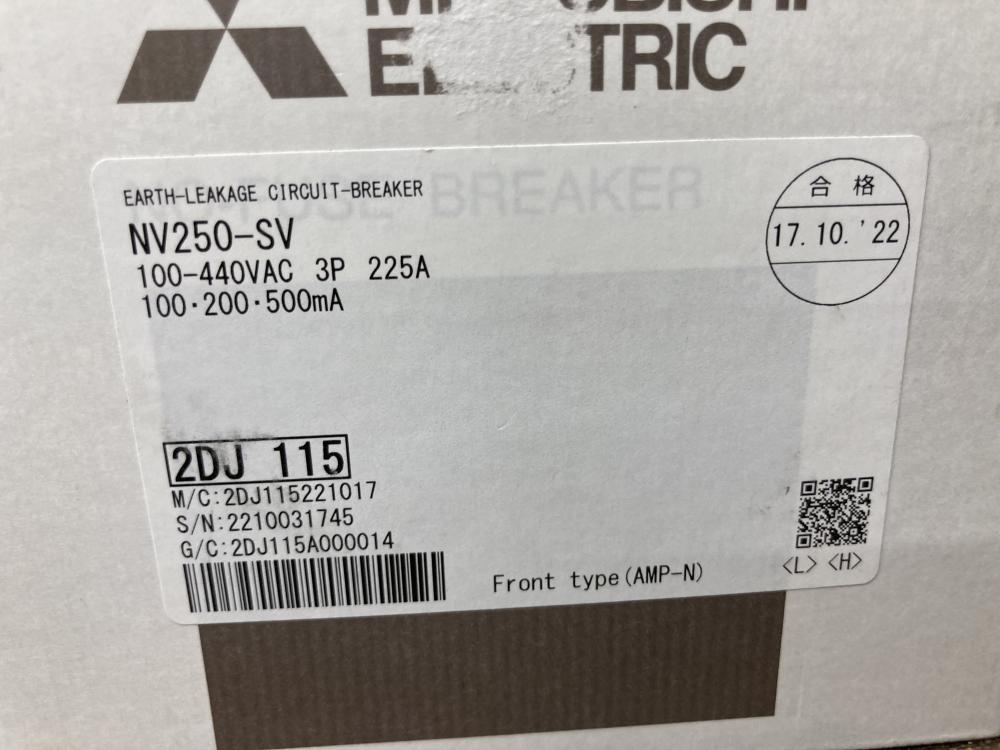 ELECTRIC
EARTH-LEAKAGE CIRCUIT-BREAKER
BREAKER
NV250-SV
100-440VAC 3P 225A
100·200·500mA
合格
17.10.'22
2DJ 115
M/C:2DJ115221017
S/N:2210031745
G/C:2DJ115A000014
Front type(AMP-N)
<L> <H>